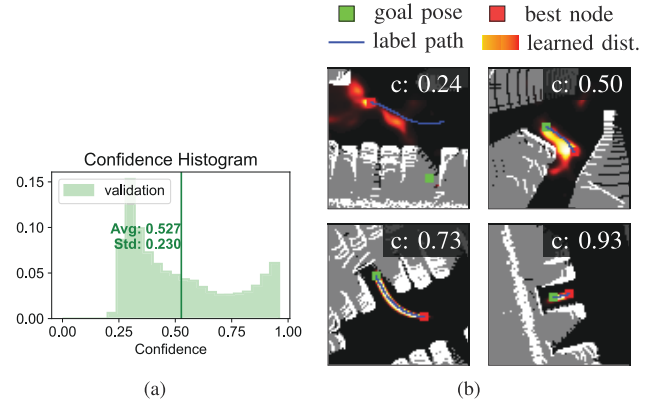 goal pose
best node
label path
learned dist.
c: 0.24
c: 0.50
Confidence Histogram
0.15
validation
0.10
Avg: 0.527
Std: 0.230
0.05
0.00
0.00
0.25
0.50
0.75
1.00
Confidence
c: 0.73
c: 0.93
(a)
(b)